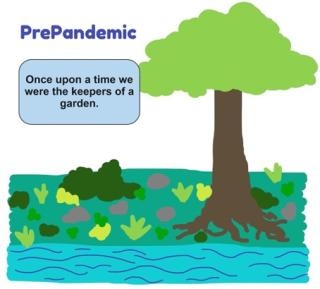 PrePandemic
Once upon a time we
were the keepers of a
garden.